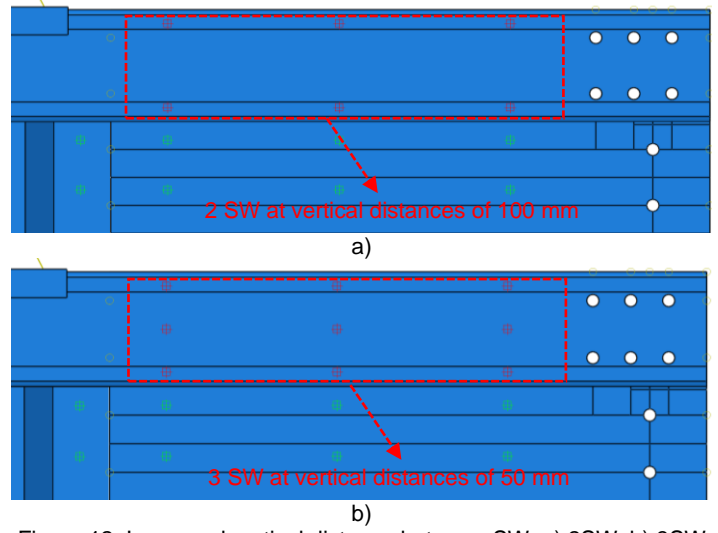 2 SW at vertical distances of 100 mm
a)
3 SW at vertical distances of 50 mm
b)